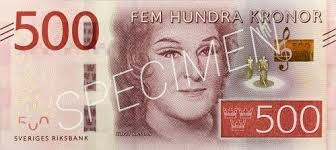 500
FEM HUNDRA KRONOR
SPECIMEN
500
SVERIGES RIKSBANK
500